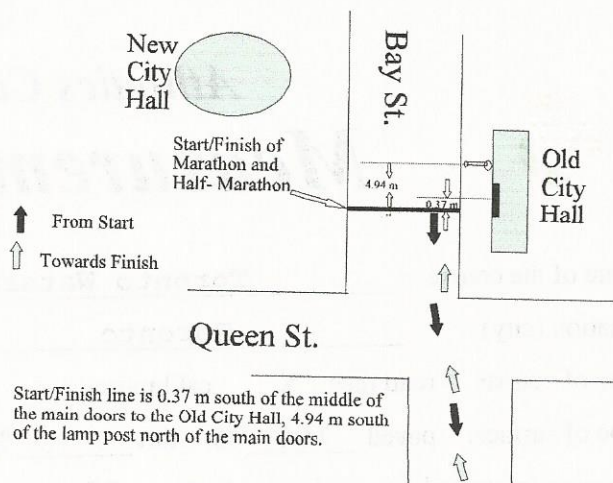 New
City
Hall
Bay St.
Start/Finish of
Marathon and
Half- Marathon
4.94 m
0.37 m
Old
City
Hall
From Start
Towards Finish
Queen St.
Start/Finish line is 0.37 m south of the middle of
the main doors to the Old City Hall, 4.94 m south
of the lamp post north of the main doors.